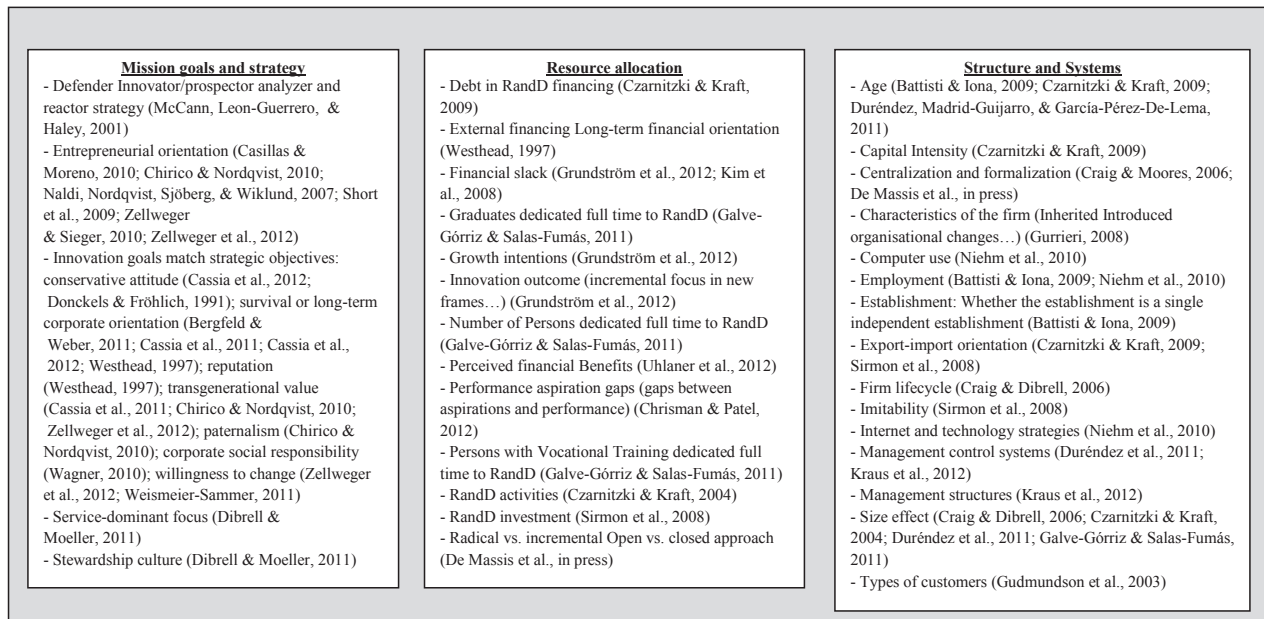 Mission goals and strategy
- Defender Innovator/prospector analyzer and
reactor strategy (McCann, Leon-Guerrero, &
Haley, 2001)
- Entrepreneurial orientation (Casillas &
Moreno, 2010; Chirico & Nordqvist, 2010;
Naldi, Nordqvist, Sjöberg, & Wiklund, 2007; Short
et al., 2009; Zellweger
& Sieger, 2010; Zellweger et al., 2012)
- Innovation goals match strategic objectives:
conservative attitude (Cassia et al., 2012;
Donckels & Fröhlich, 1991); survival or long-term
corporate orientation (Bergfeld &
Weber, 2011; Cassia et al., 2011; Cassia et al.,
2012; Westhead, 1997); reputation
(Westhead, 1997); transgenerational value
(Cassia et al., 2011; Chirico & Nordqvist, 2010;
Zellweger et al., 2012); paternalism (Chirico &
Nordqvist, 2010); corporate social responsibility
(Wagner, 2010); willingness to change (Zellweger
et al., 2012; Weismeier-Sammer, 2011)
- Service-dominant focus (Dibrell &
Moeller, 2011)
- Stewardship culture (Dibrell & Moeller, 2011)
Resource allocation
- Debt in RandD financing (Czarnitzki & Kraft,
2009)
- External financing Long-term financial orientation
(Westhead, 1997)
- Financial slack (Grundström et al., 2012; Kim et
al., 2008)
- Graduates dedicated full time to RandD (Galve-
Górriz & Salas-Fumás, 2011)
- Growth intentions (Grundström et al., 2012)
- Innovation outcome (incremental focus in new
frames…) (Grundström et al., 2012)
- Number of Persons dedicated full time to RandD
(Galve-Górriz & Salas-Fumás, 2011)
- Perceived financial Benefits (Uhlaner et al., 2012)
- Performance aspiration gaps (gaps between
aspirations and performance) (Chrisman & Patel,
2012)
- Persons with Vocational Training dedicated full
time to RandD (Galve-Górriz & Salas-Fumás, 2011)
- RandD activities (Czarnitzki & Kraft, 2004)
- RandD investment (Sirmon et al., 2008)
- Radical vs. incremental Open vs. closed approach
(De Massis et al., in press)
Structure and Systems
- Age (Battisti & Iona, 2009; Czarnitzki & Kraft, 2009;
Duréndez, Madrid-Guijarro, & García-Pérez-De-Lema,
2011)
- Capital Intensity (Czarnitzki & Kraft, 2009)
- Centralization and formalization (Craig & Moores, 2006;
De Massis et al., in press)
- Characteristics of the firm (Inherited Introduced
organisational changes…) (Gurrieri, 2008)
- Computer use (Niehm et al., 2010)
- Employment (Battisti & Iona, 2009; Niehm et al., 2010)
- Establishment: Whether the establishment is a single
independent establishment (Battisti & Iona, 2009)
- Export-import orientation (Czarnitzki & Kraft, 2009;
Sirmon et al., 2008)
- Firm lifecycle (Craig & Dibrell, 2006)
- Imitability (Sirmon et al., 2008)
- Internet and technology strategies (Niehm et al., 2010)
- Management control systems (Duréndez et al., 2011;
Kraus et al., 2012)
- Management structures (Kraus et al., 2012)
- Size effect (Craig & Dibrell, 2006; Czarnitzki & Kraft,
2004; Duréndez et al., 2011; Galve-Górriz & Salas-Fumás,
2011)
- Types of customers (Gudmundson et al., 2003)